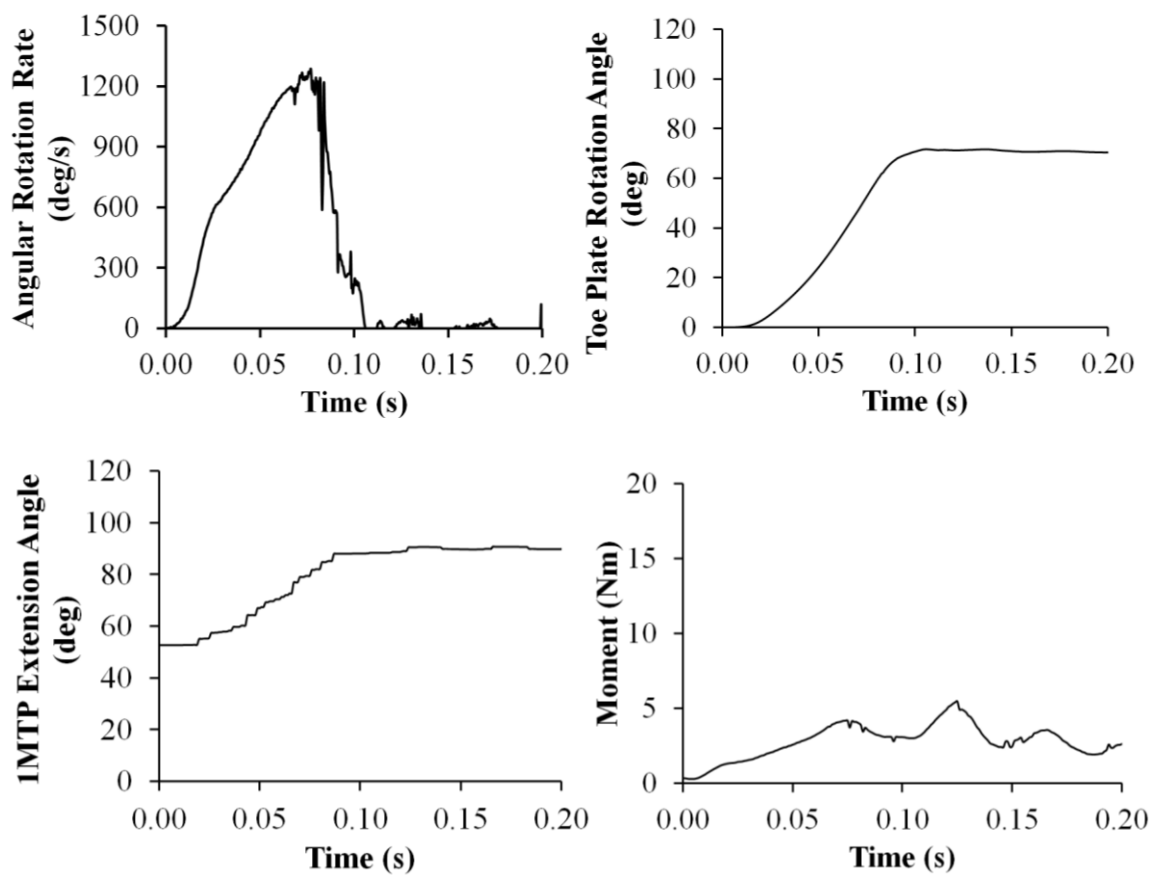 Angular Rotation Rate
(deg/s)
1500
1200
900
600
300
0
0.00 0.05 0.10 0.15 0.20
Time (s)
Toe Plate Rotation Angle
(deg)
120
100
80
60
40
20
0
0.00 0.05 0.10 0.15 0.20
Time (s)
1MTP Extension Angle
(deg)
120
100
80
60
40
20
0
0.00 0.05 0.10 0.15 0.20
Time (s)
Moment (Nm)
20
15
10
5
0
0.00 0.05 0.10 0.15 0.20
Time (s)